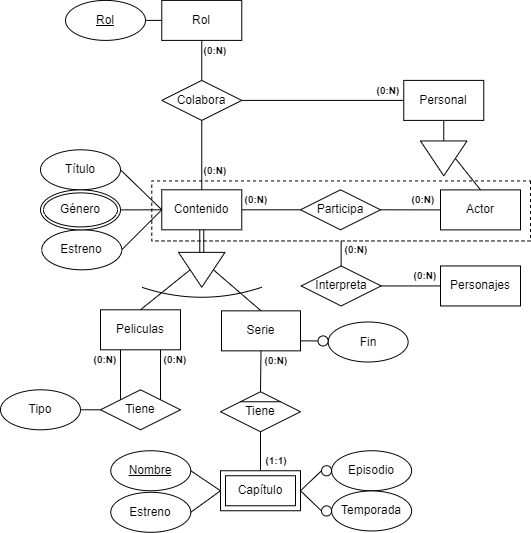 Rol
Rol
(0:N)
(0:N)
Colabora
Personal
(0:N)
Título
Género
Estreno
Contenido
(0:N)
Participa
(0:N)
Actor
(0:N)
Interpreta
(0:N)
Personajes
Peliculas
Serie
Fin
(0:N)
(0:N)
(0:N)
Tipo
Tiene
Tiene
(1:1)
Nombre
Estreno
Capítulo
Episodio
Temporada